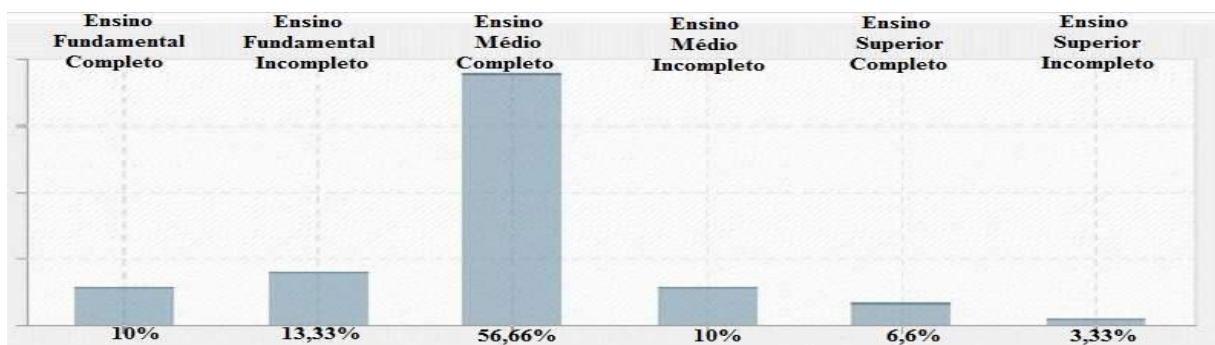 Ensino
Fundamental
Completo
Ensino
Fundamental
Incompleto
Ensino
Médio
Completo
Ensino
Médio
Incompleto
Ensino
Superior
Completo
Ensino
Superior
Incompleto
10%
13,33%
56,66%
10%
6,6%
3,33%